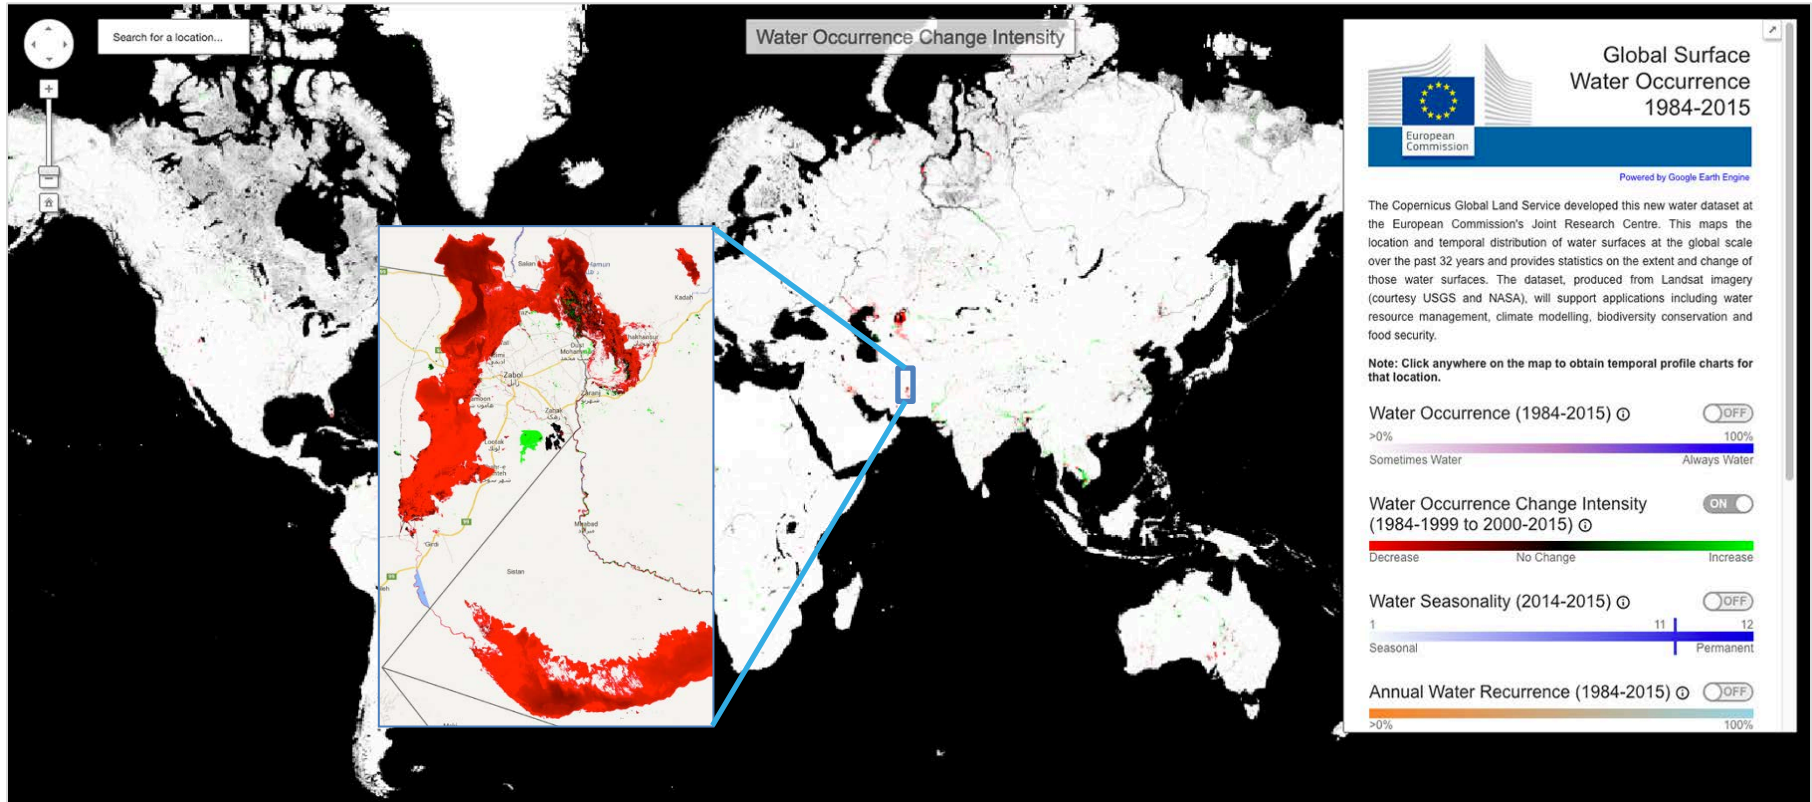 Search for a location...
Water Occurrence Change Intensity
Global Surface
Water Occurrence
1984-2015
European
Commission
Powered by Google Earth Engine
The Copernicus Global Land Service developed this new water dataset at
the European Commission's Joint Research Centre. This maps the
location and temporal distribution of water surfaces at the global scale
over the past 32 years and provides statistics on the extent and change of
those water surfaces. The dataset, produced from Landsat imagery
(courtesy USGS and NASA), will support applications including water
resource management, climate modelling, biodiversity conservation and
food security.
Note: Click anywhere on the map to obtain temporal profile charts for
that location.
Water Occurrence (1984-2015)
OFF
>0% 100%
Sometimes Water Always Water
Water Occurrence Change Intensity
(1984-1999 to 2000-2015)
ON
Decrease No Change Increase
Water Seasonality (2014-2015)
OFF
1 11 12
Seasonal Permanent
Annual Water Recurrence (1984-2015)
OFF
>0% 100%
Kadah
Dust
Zabol
زابل
Zaranj
Lootak
لوتک
Girdi
Sistan